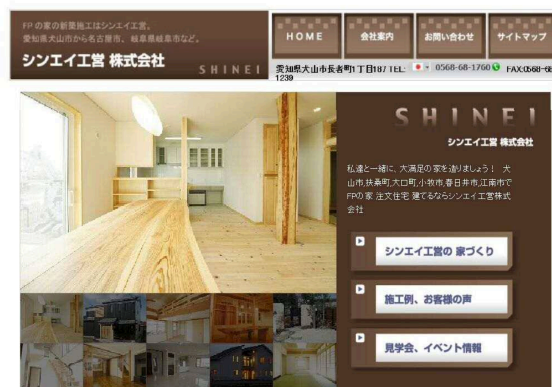 FP の家の新築施工はシンエイ工営。
愛知県犬山市から名古屋市、 岐阜県岐阜市など。
シンエイ工営 株式会社
SHINEI
HOME
会社案内
お問い合わせ
サイトマップ
愛知県犬山市長者町1丁目187 TEL: 0568-68-1760 FAX:0568-68-
1239
SHINEI
シンエイ工営 株式会社
私達と一緒に、大満足の家を造りましょう! 犬
山市,扶桑町,大口町,小牧市,春日井市,江南市で
FPの家 注文住宅 建てるならシンエイ工営株式
会社
シンエイ工営の 家づくり
施工例、お客様の声
見学会、イベント情報